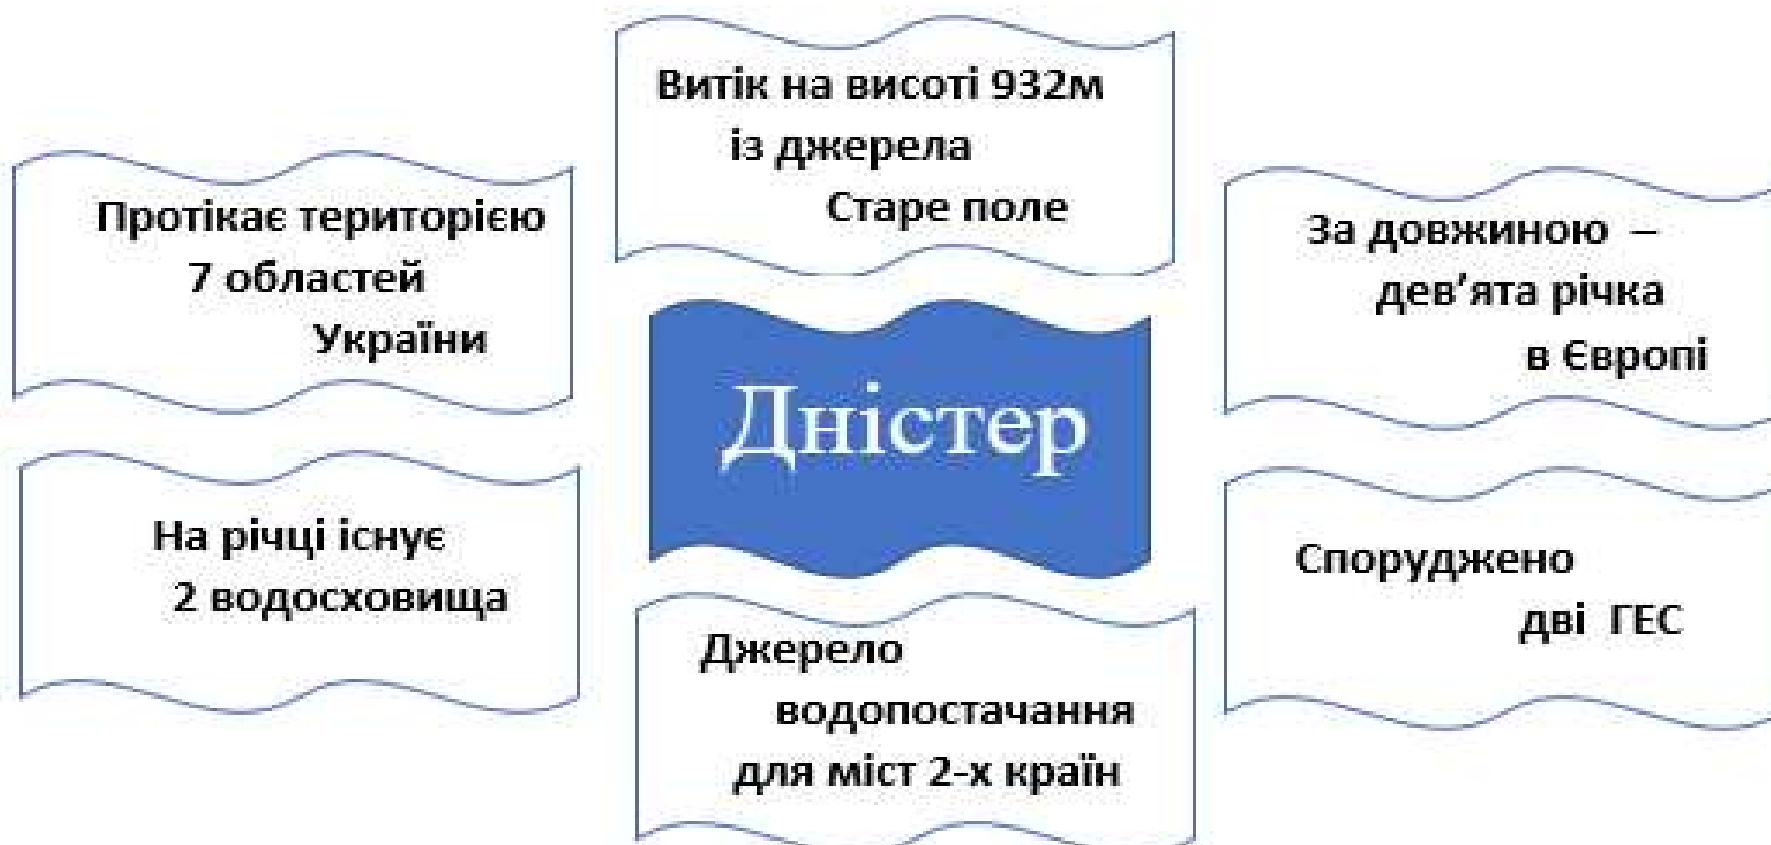 Витік на висоті 932м
із джерела
Старе поле
Протікає територією
7 областей
України
За довжиною –
дев’ята річка
в Європі
Дністер
На річці існує
2 водосховища
Споруджено
дві ГЕС
Джерело
водопостачання
для міст 2-х країн